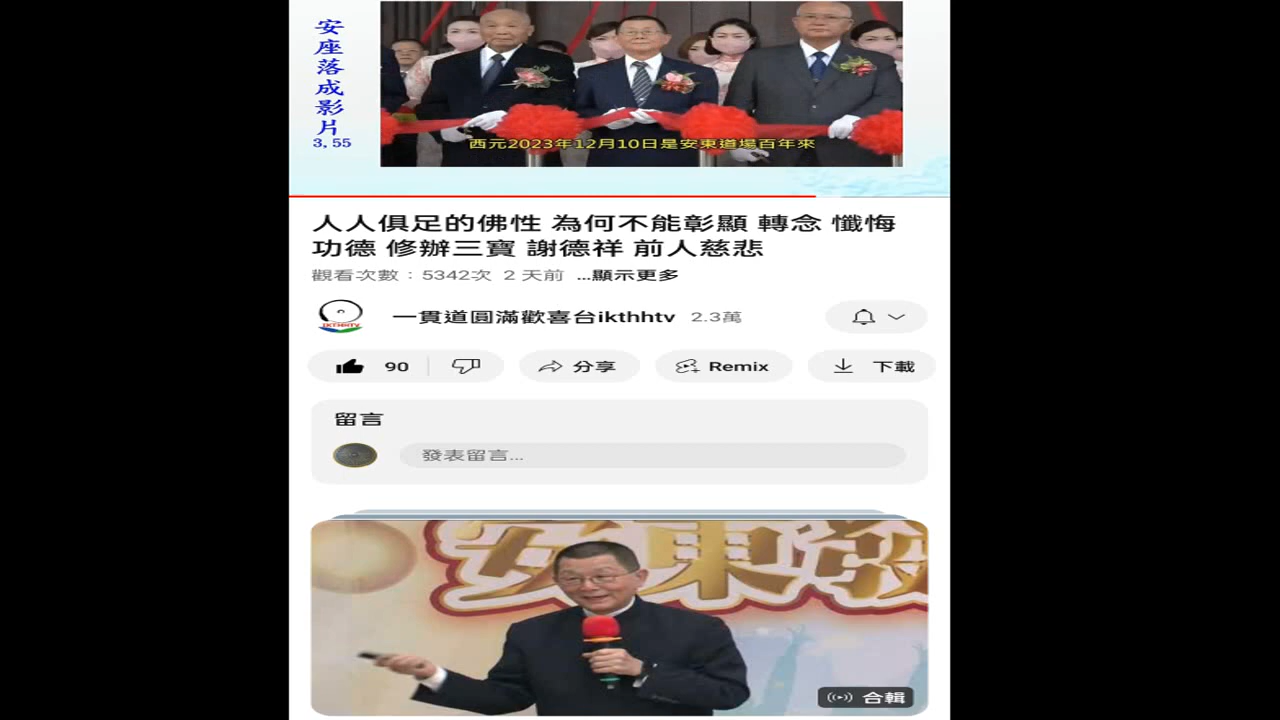 安座落成影片
3,55
西元2023年12月10日是安東道場百年來
人人俱足的佛性 為何不能彰顯 轉念 懺悔
功德 修辦三寶 謝德祥 前人慈悲
觀看次數：5342次 2 天前 ...顯示更多
IKTHHTV
一貫道圓滿歡喜台ikthhtv 2.3萬
90 分享 Remix 下載
留言
發表留言...
安東
合輯